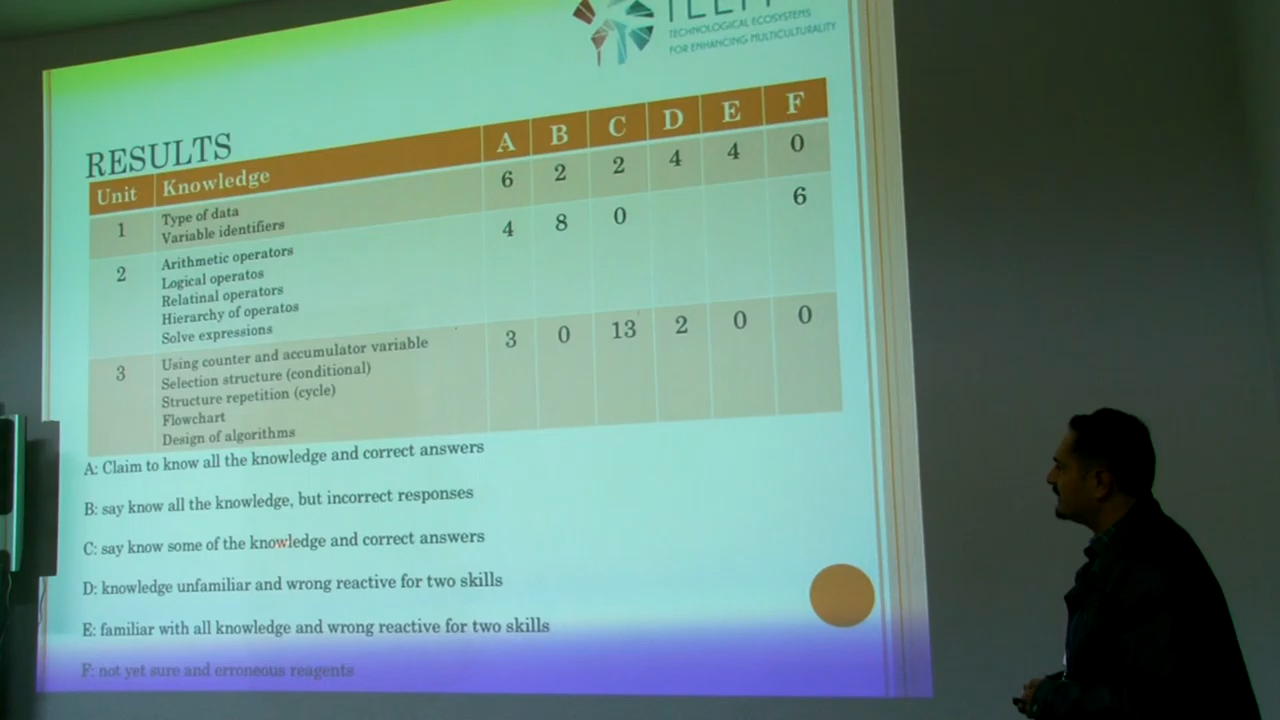 TECHNOLOGICAL ECOSYSTEMS
FOR ENHANCING MULTICULTURALITY
RESULTS
Unit Knowledge A B C D E F
1 Type of data 6 2 2 4 4 0
Variable identifiers
2 Arithmetic operators 4 8 0 6
Logical operatos
Relatinal operators
Hierarchy of operatos
Solve expressions
3 Using counter and accumulator variable 3 0 13 2 0 0
Selection structure (conditional)
Structure repetition (cycle)
Flowchart
Design of algorithms
A: Claim to know all the knowledge and correct answers
B: say know all the knowledge, but incorrect responses
C: say know some of the knowledge and correct answers
D: knowledge unfamiliar and wrong reactive for two skills
E: familiar with all knowledge and wrong reactive for two skills
F: not yet sure and erroneous reagents